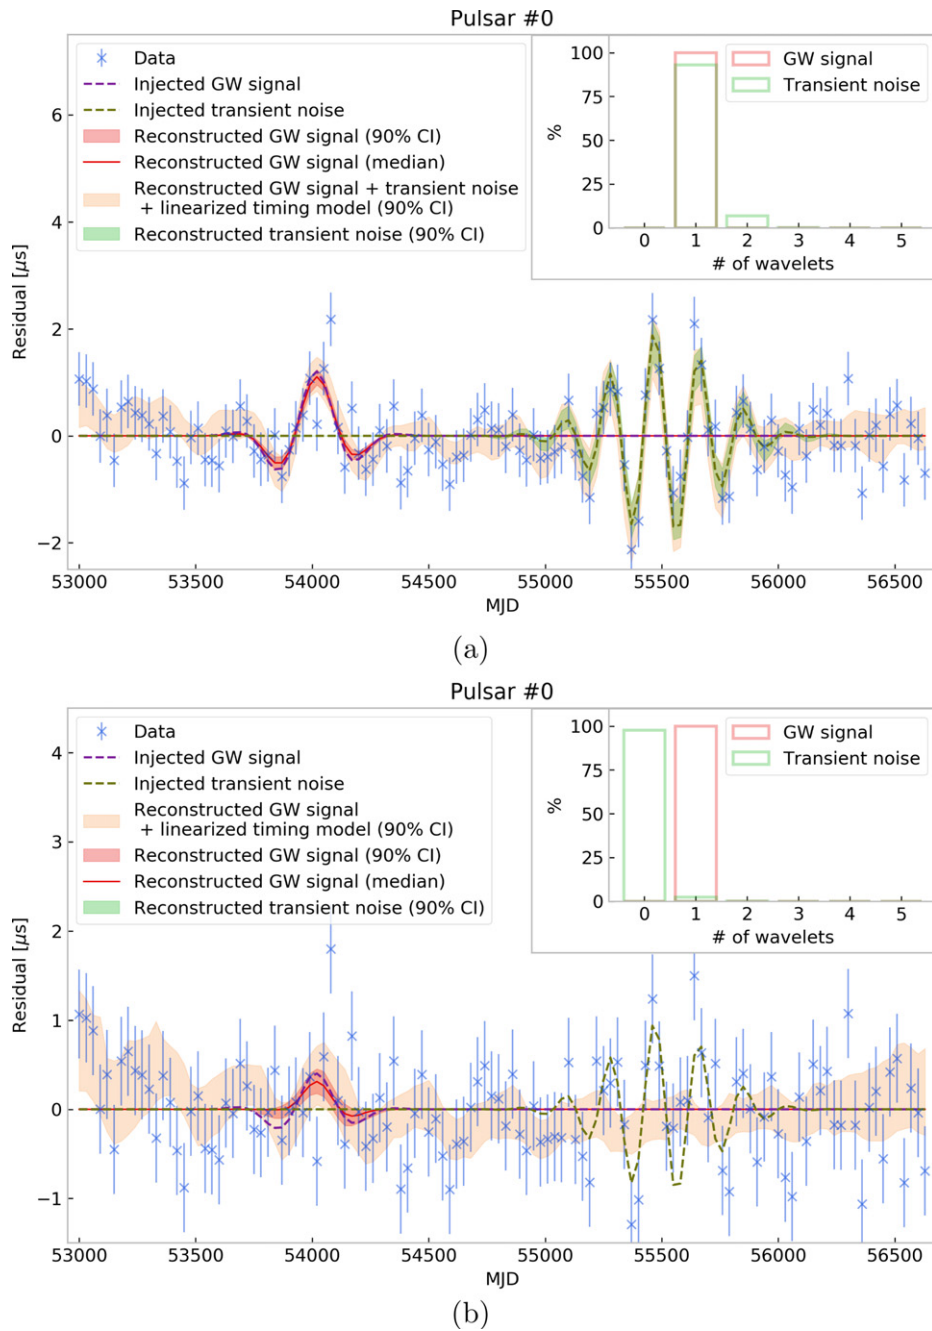 Pulsar #0
Data
Injected GW signal
Injected transient noise
Reconstructed GW signal (90% CI)
Reconstructed GW signal (median)
Reconstructed GW signal + transient noise
+ linearized timing model (90% CI)
Reconstructed transient noise (90% CI)
GW signal
Transient noise
100
75
50
25
0
%
0 1 2 3 4 5
# of wavelets
6
4
2
0
−2
Residual [μs]
53000 53500 54000 54500 55000 55500 56000 56500
MJD
(a)
Pulsar #0
Data
Injected GW signal
Injected transient noise
Reconstructed GW signal
+ linearized timing model (90% CI)
Reconstructed GW signal (90% CI)
Reconstructed GW signal (median)
Reconstructed transient noise (90% CI)
GW signal
Transient noise
100
75
50
25
0
%
0 1 2 3 4 5
# of wavelets
4
3
2
1
0
−1
Residual [μs]
53000 53500 54000 54500 55000 55500 56000 56500
MJD
(b)